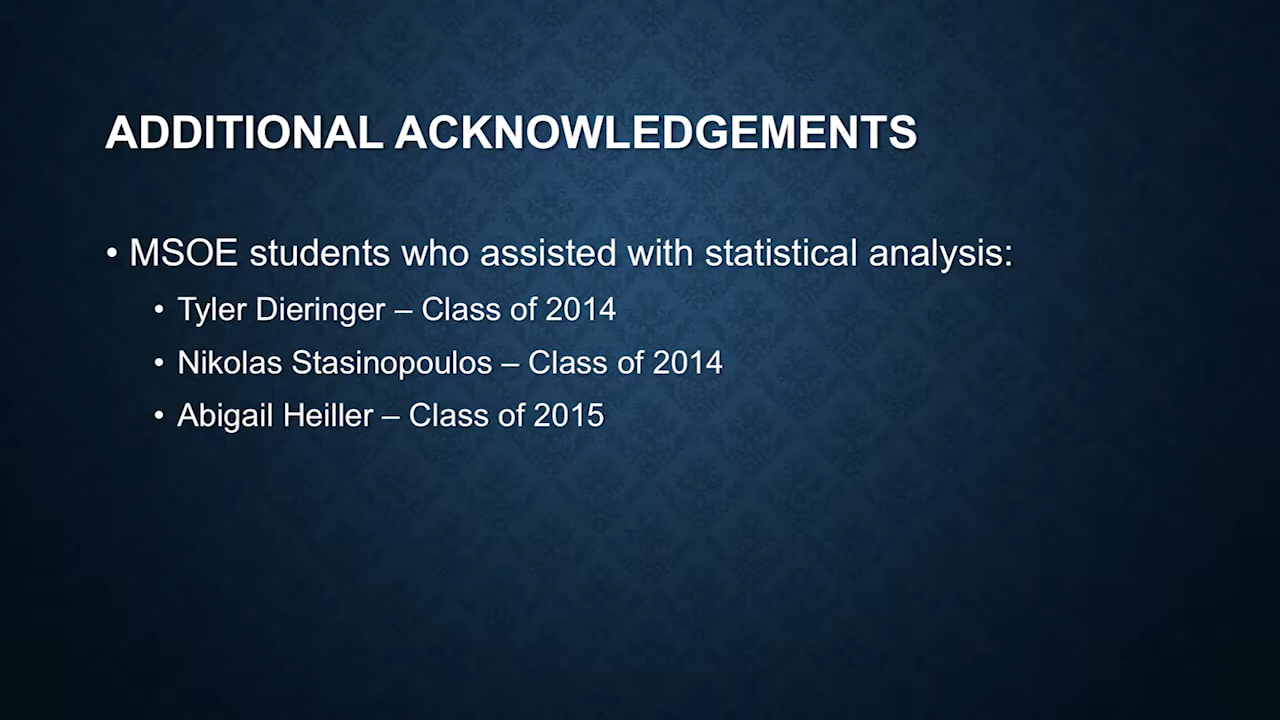 ADDITIONAL ACKNOWLEDGEMENTS
• MSOE students who assisted with statistical analysis:
• Tyler Dieringer – Class of 2014
• Nikolas Stasinopoulos – Class of 2014
• Abigail Heiller – Class of 2015